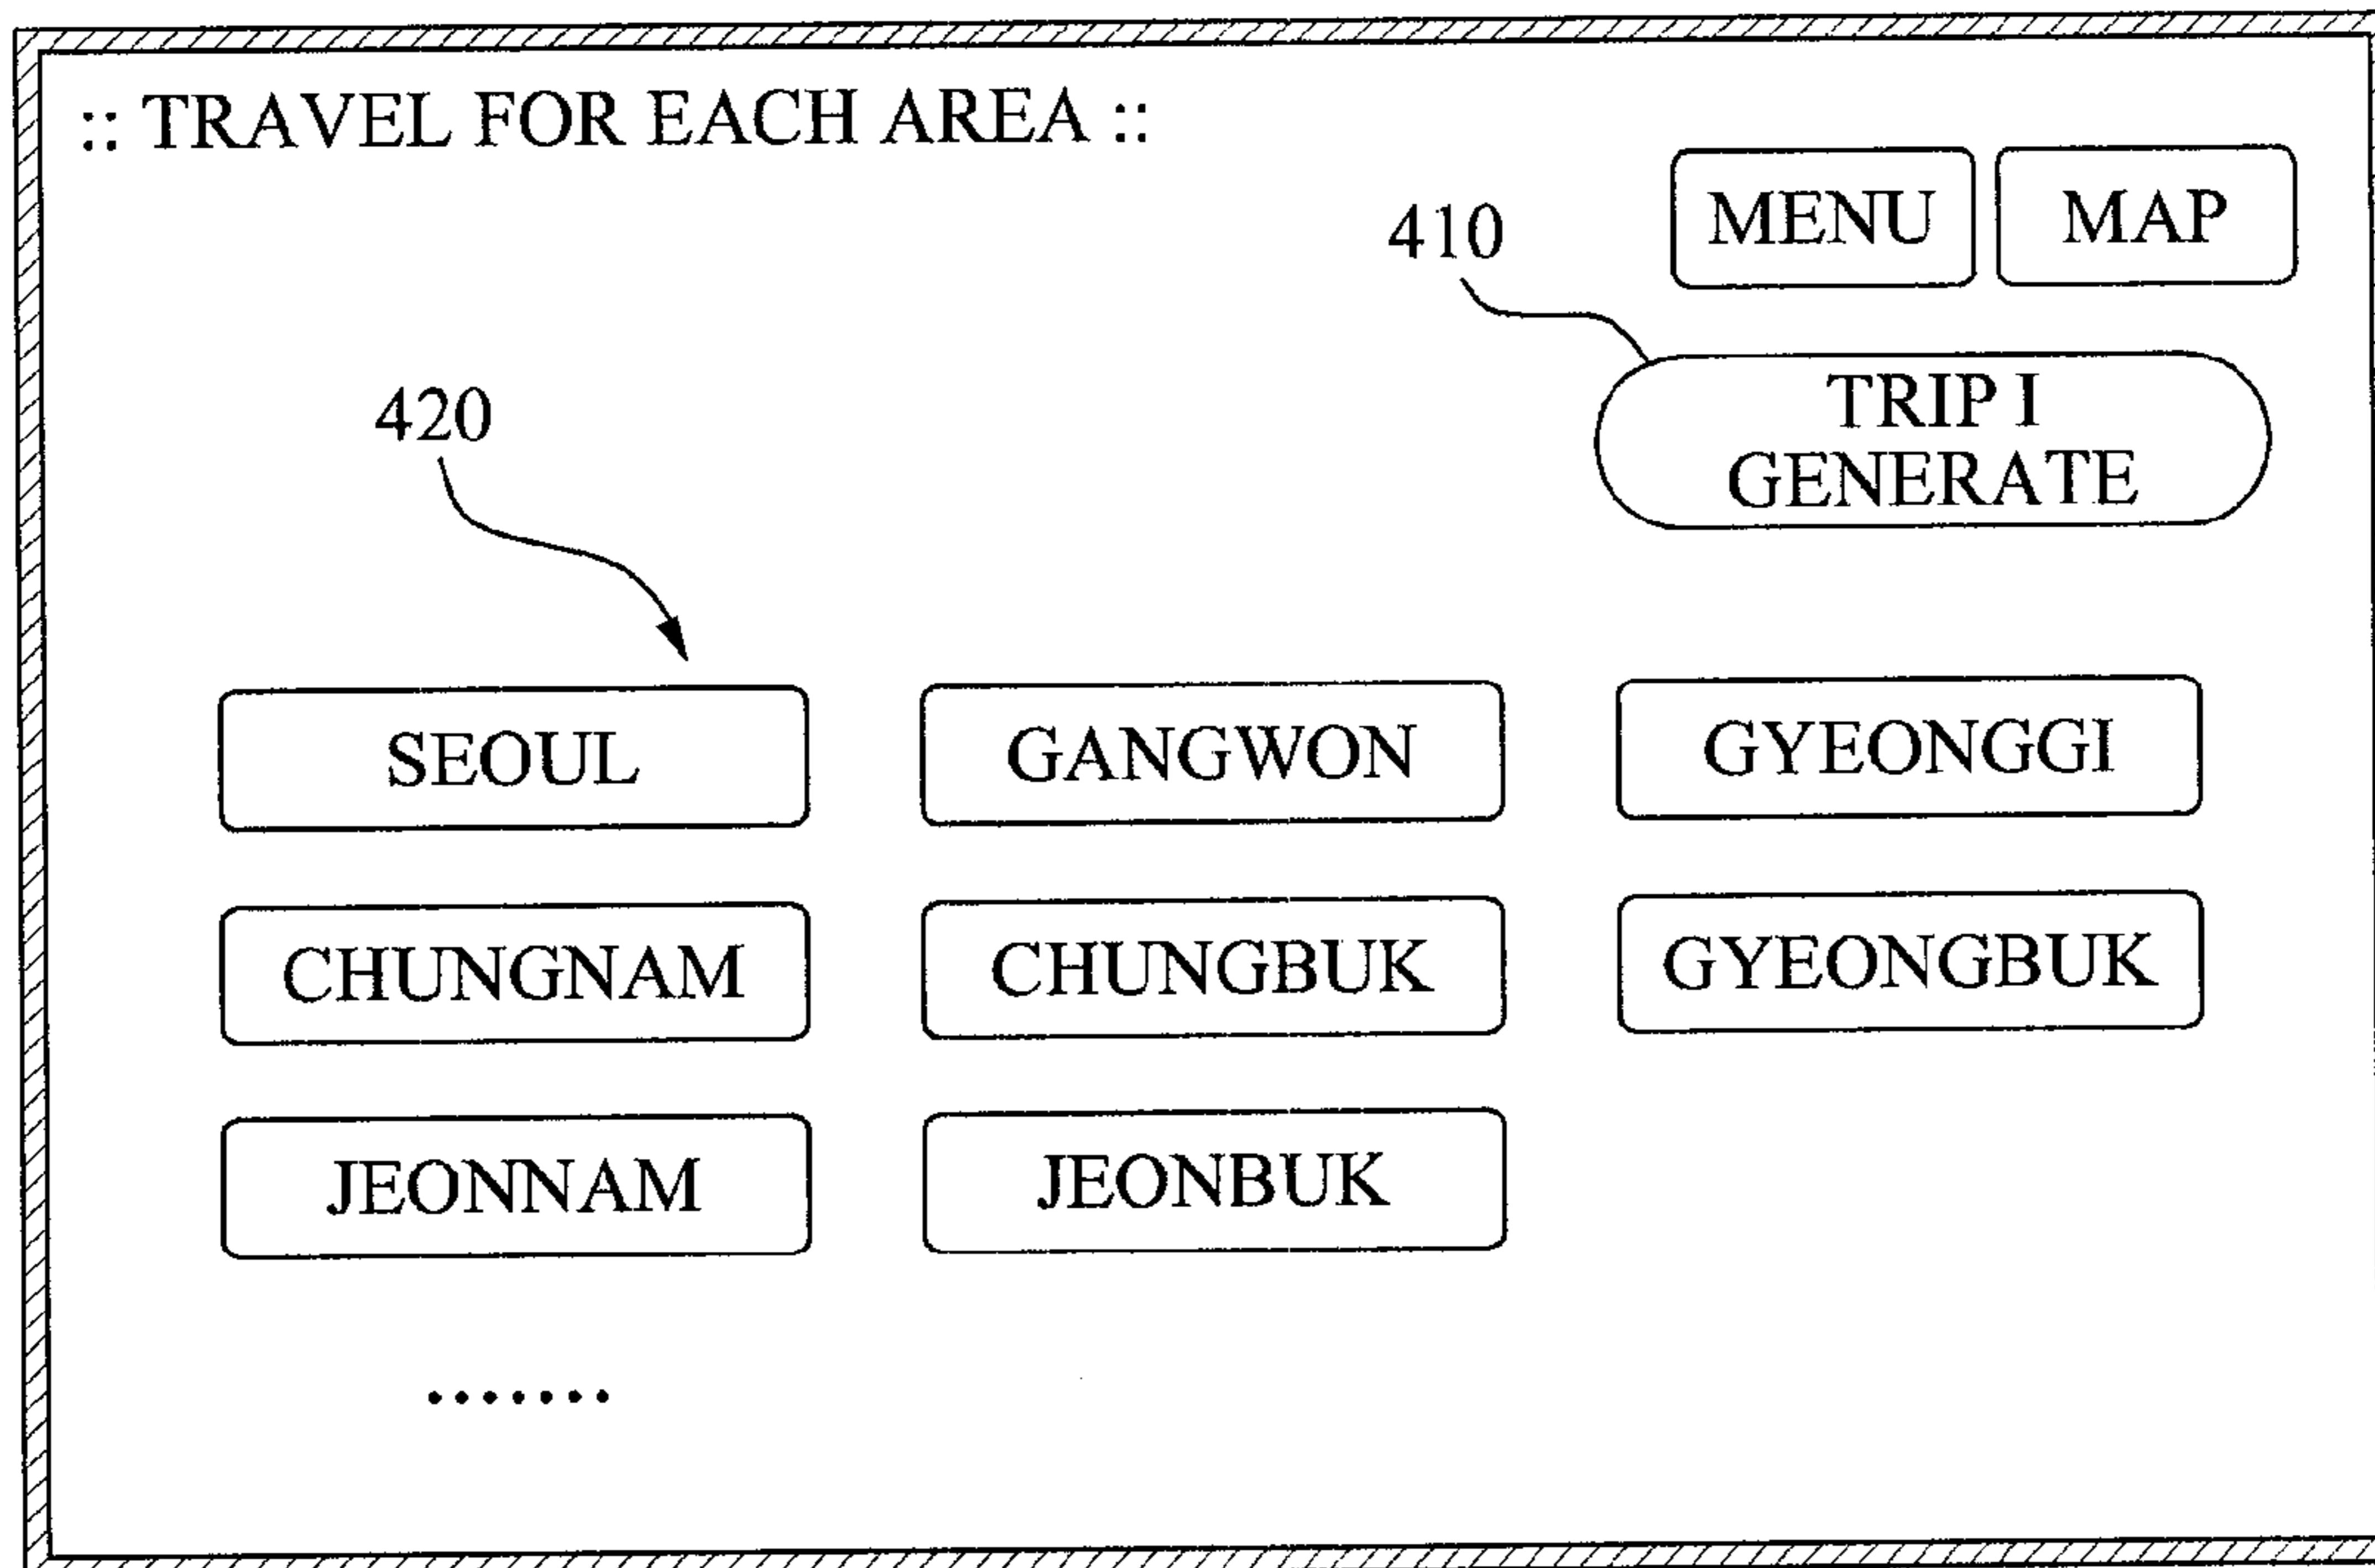 :: TRAVEL FOR EACH AREA ::
MENU
MAP
410
TRIP I
GENERATE
420
SEOUL
GANGWON
GYEONGGI
CHUNGNAM
CHUNGBUK
GYEONGBUK
JEONNAM
JEONBUK
.......